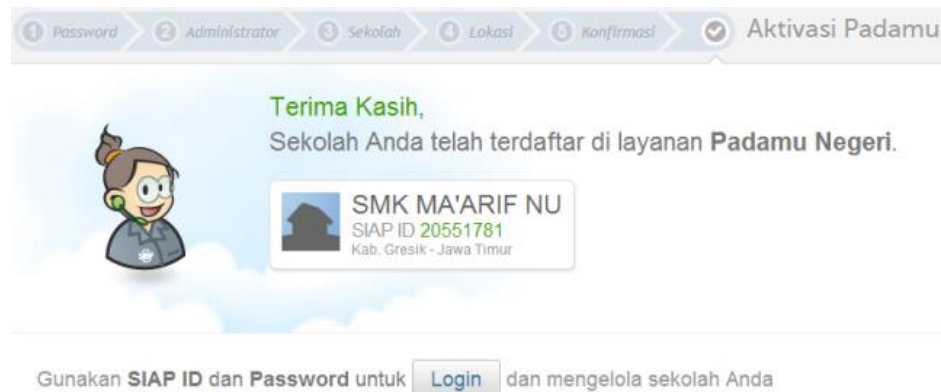 1 Password 2 Administrator 3 Sekolah 4 Lokasi 5 Konfirmasi Aktivasi Padamu
Terima Kasih,
Sekolah Anda telah terdaftar di layanan Padamu Negeri.
SMK MA'ARIF NU
SIAP ID 20551781
Kab. Gresik - Jawa Timur
Gunakan SIAP ID dan Password untuk Login dan mengelola sekolah Anda